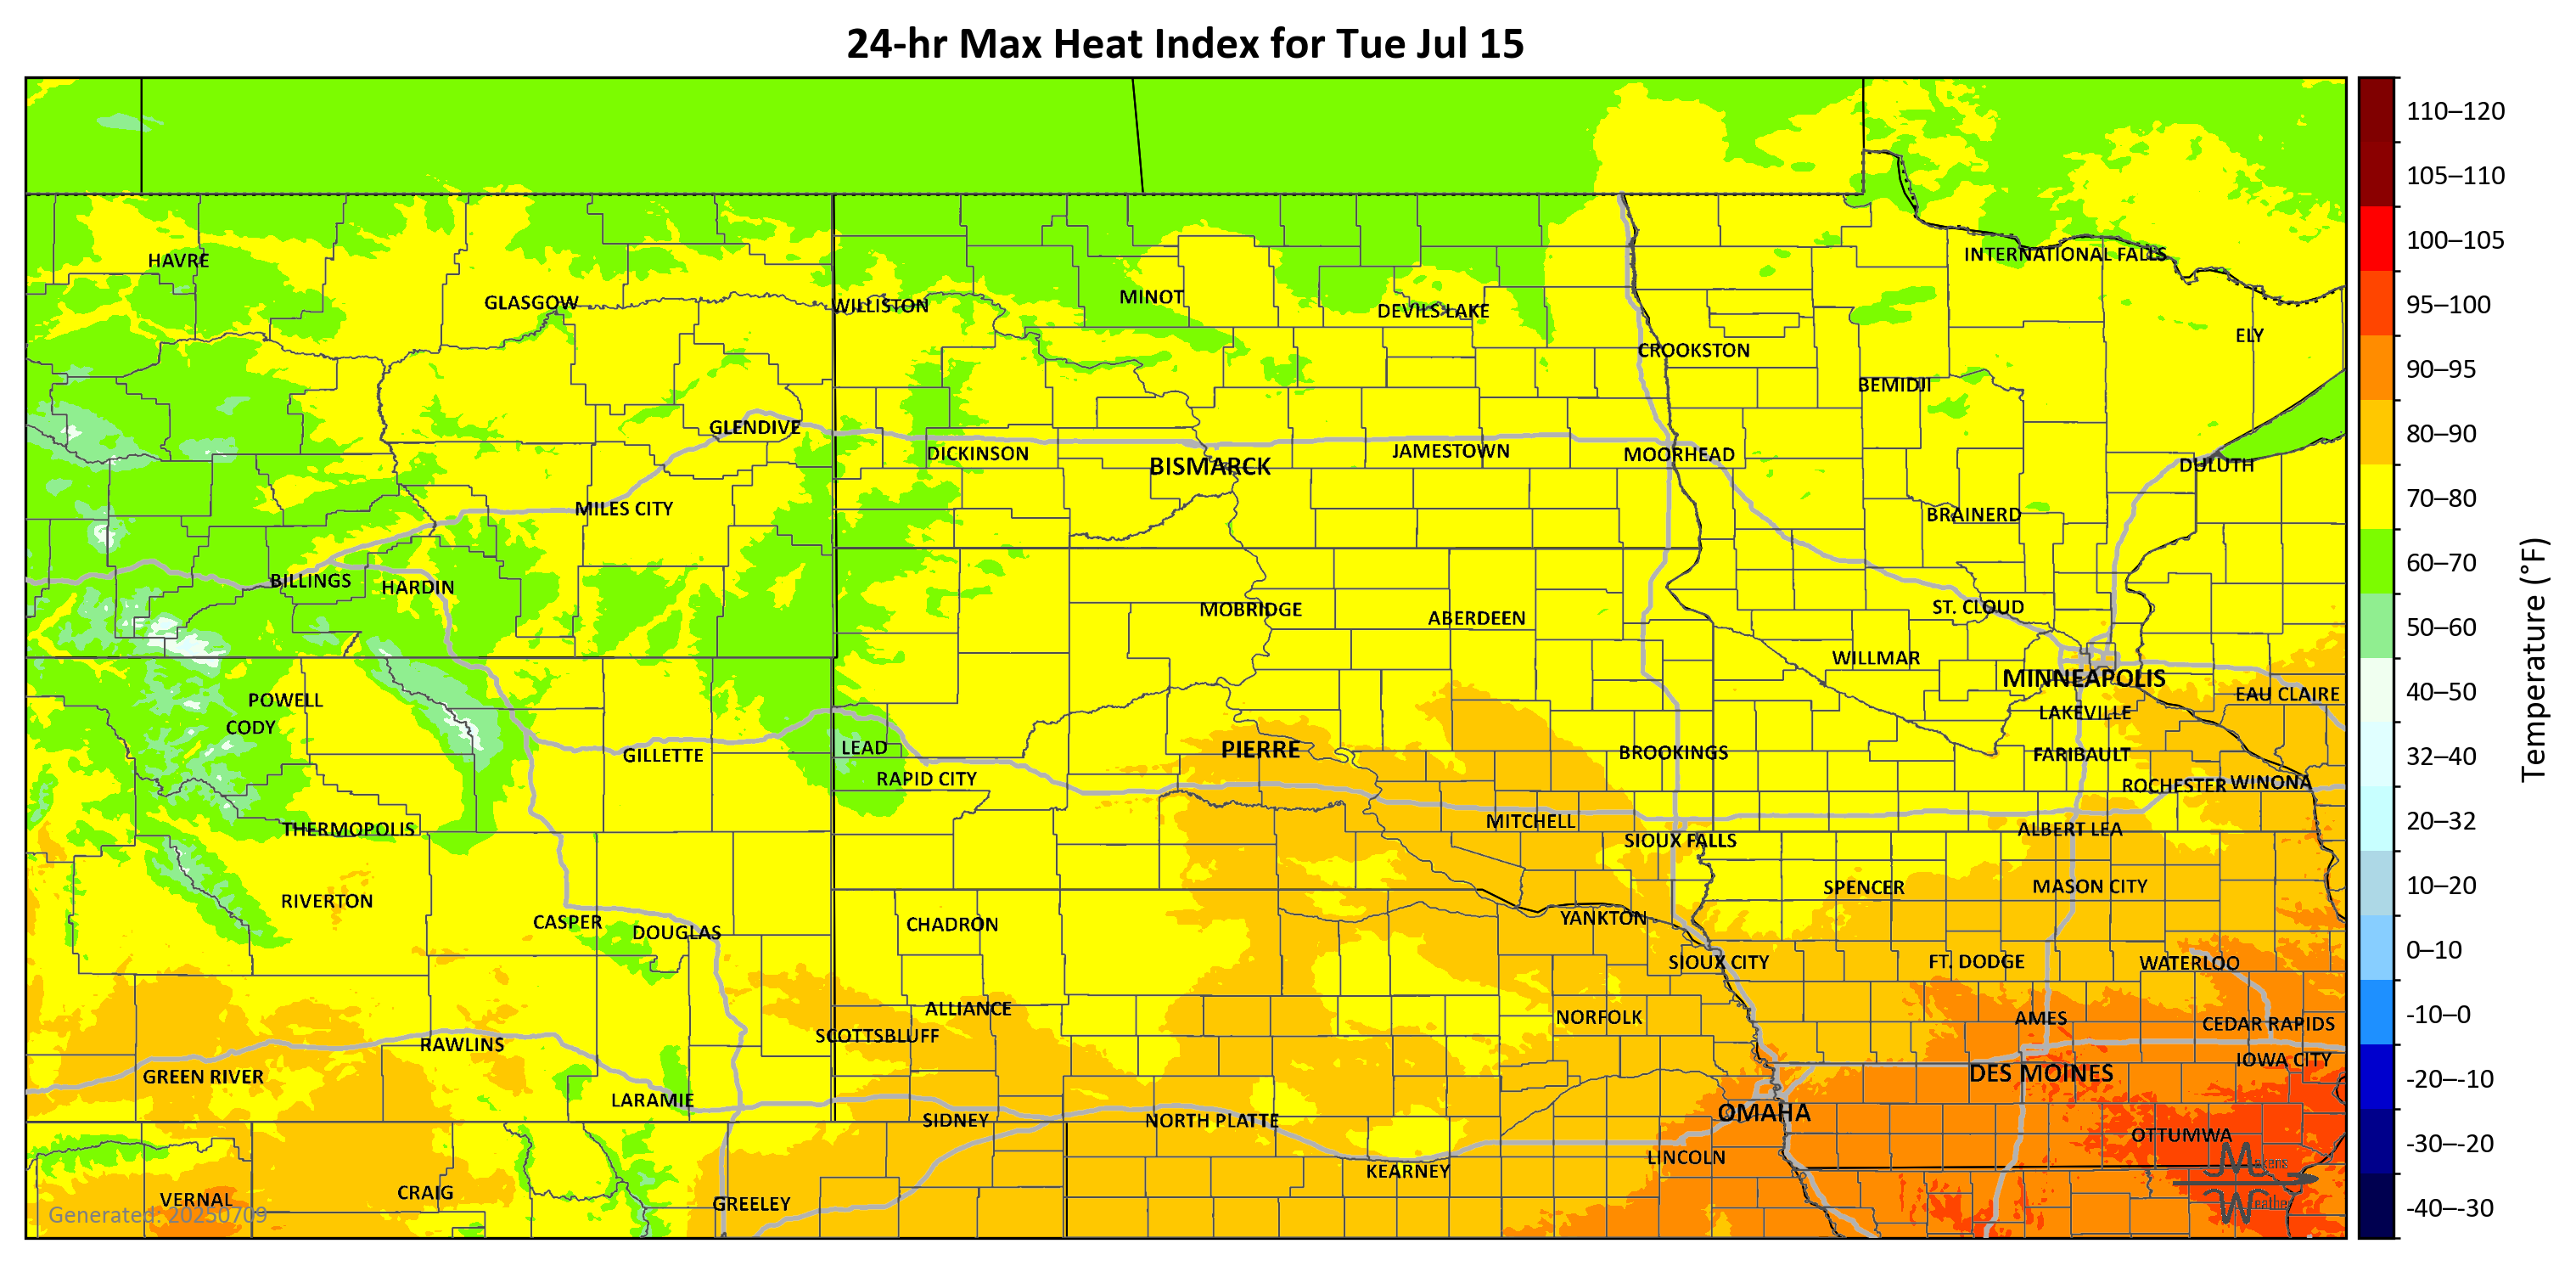 24-hr Max Heat Index for Tue Jul 15
110–120
105–110
100–105
95–100
90–95
80–90
70–80
60–70
50–60
40–50
32–40
20–32
10–20
0–10
-10–0
-20–-10
-30–-20
-40–-30
Temperature (°F)
HAVRE
GLASGOW
WILLISTON
MINOT
DEVILS LAKE
INTERNATIONAL FALLS
ELY
CROOKSTON
BEMIDJI
GLENDIVE
DICKINSON
BISMARCK
JAMESTOWN
MOORHEAD
DULUTH
MILES CITY
BRAINERD
BILLINGS
HARDIN
MOBRIDGE
ABERDEEN
ST. CLOUD
WILLMAR
MINNEAPOLIS
EAU CLAIRE
POWELL
CODY
LAKEVILLE
GILLETTE
LEAD
PIERRE
BROOKINGS
FARIBAULT
RAPID CITY
ROCHESTER
WINONA
THERMOPOLIS
MITCHELL
SIOUX FALLS
ALBERT LEA
RIVERTON
SPENCER
MASON CITY
CASPER
DOUGLAS
CHADRON
YANKTON
SIOUX CITY
FT. DODGE
WATERLOO
ALLIANCE
SCOTTSBLUFF
NORFOLK
AMES
CEDAR RAPIDS
RAWLINS
IOWA CITY
GREEN RIVER
DES MOINES
LARAMIE
SIDNEY
NORTH PLATTE
OMAHA
OTTUMWA
KEARNEY
LINCOLN
VERNAL
CRAIG
GREELEY
Makens
Weather
Generated: 20250709